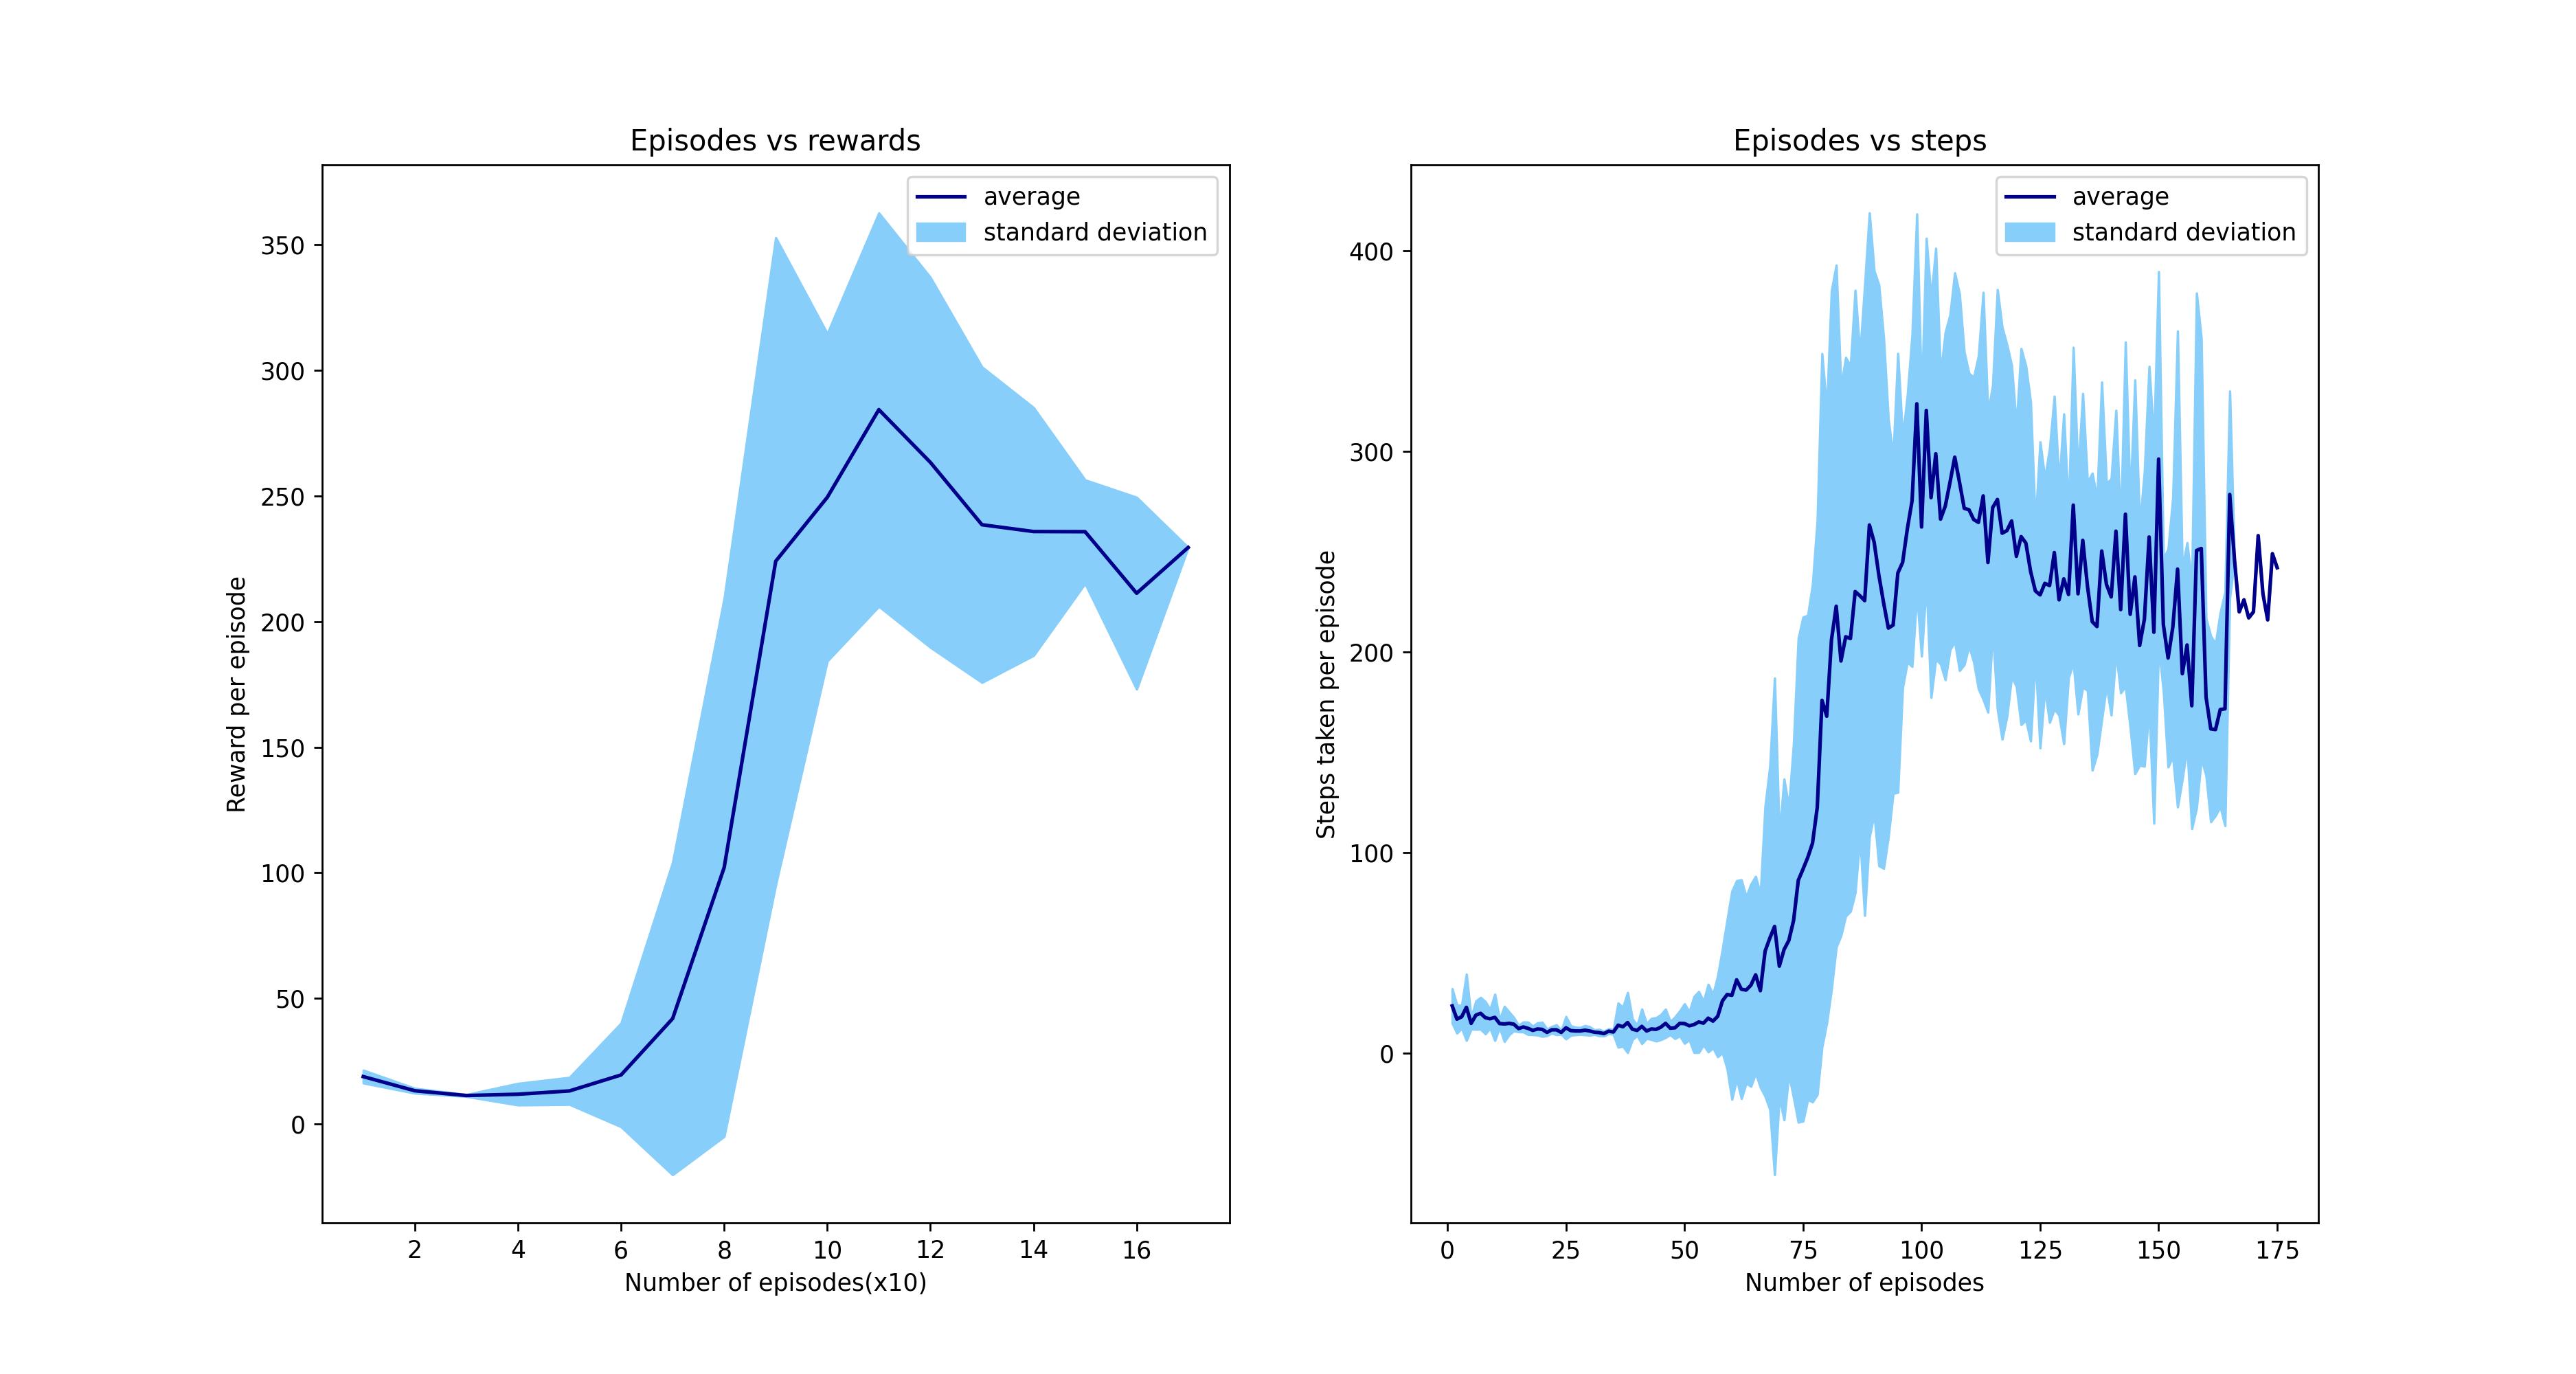 Episodes vs rewards
average
standard deviation
350
300
250
200
150
100
50
0
Reward per episode
2 4 6 8 10 12 14 16
Number of episodes(x10)
Episodes vs steps
average
standard deviation
400
300
200
100
0
Steps taken per episode
0 25 50 75 100 125 150 175
Number of episodes